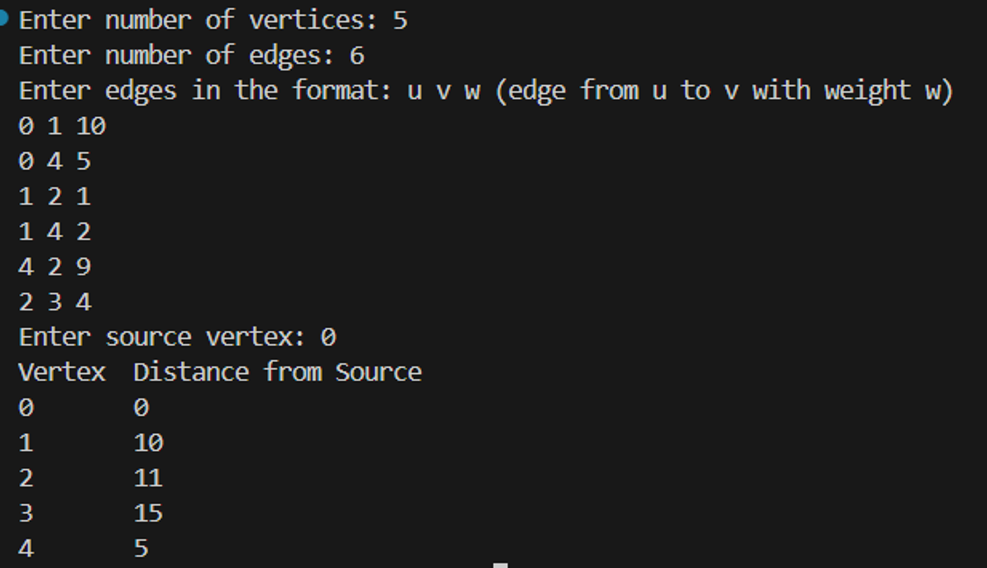 Enter number of vertices: 5
Enter number of edges: 6
Enter edges in the format: u v w (edge from u to v with weight w)
0 1 10
0 4 5
1 2 1
1 4 2
4 2 9
2 3 4
Enter source vertex: 0
Vertex  Distance from Source
0       0
1       10
2       11
3       15
4       5